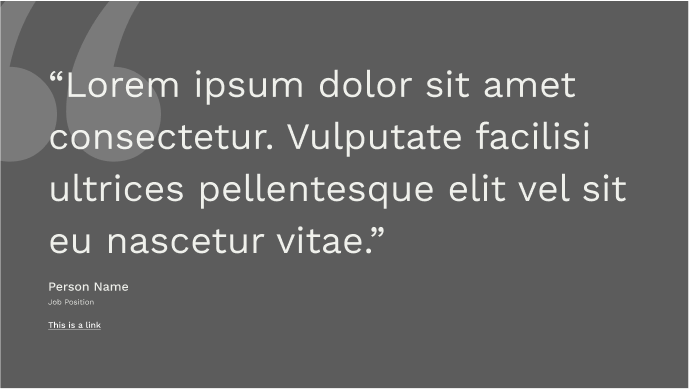 “Lorem ipsum dolor sit amet
consectetur. Vulputate facilisi
ultrices pellentesque elit vel sit
eu nascetur vitae.”
Person Name
Job Position
This is a link